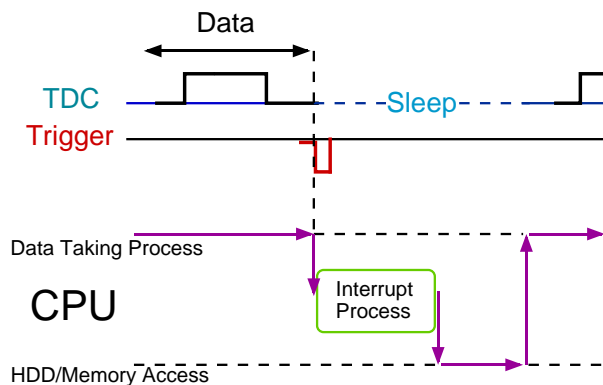 Data
TDC
Sleep
Trigger
Data Taking Process
CPU
Interrupt
Process
HDD/Memory Access